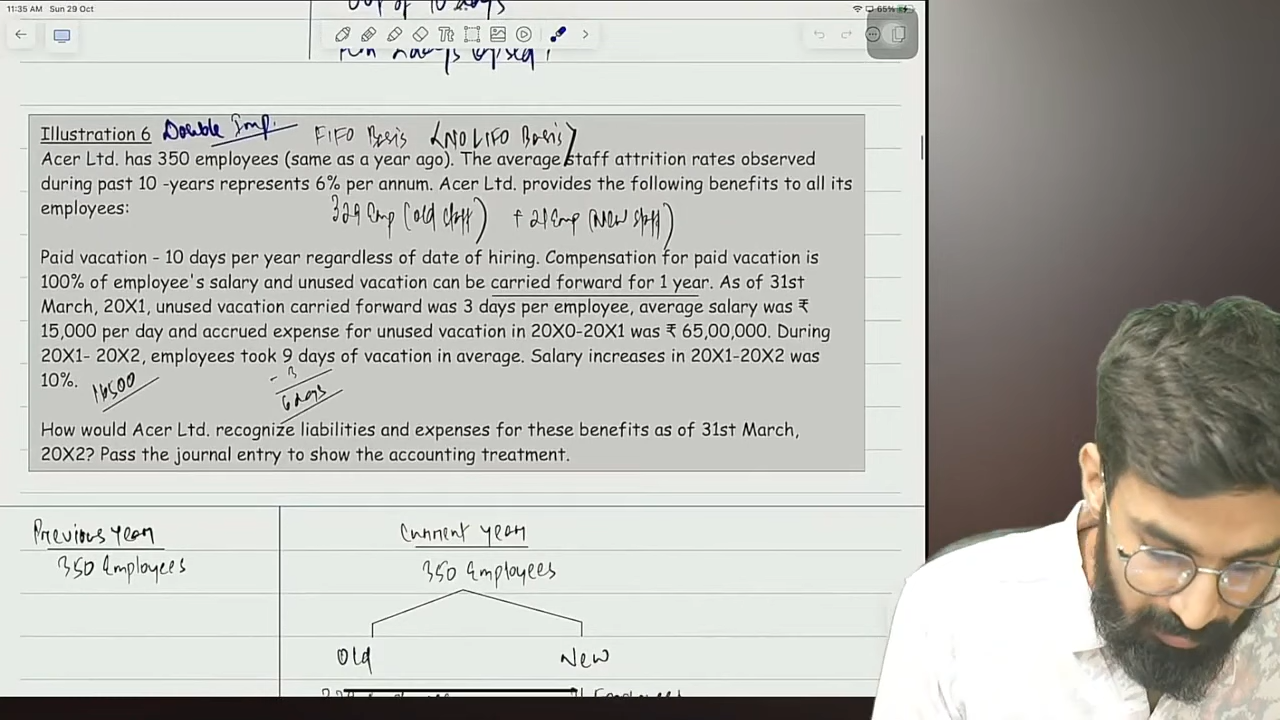 11:35 AM Sun 29 Oct
65%
out of 10 days
Illustration 6 Double Imp. FIFO Basis (NO LIFO Basis)
Acer Ltd. has 350 employees (same as a year ago). The average staff attrition rates observed
during past 10 -years represents 6% per annum. Acer Ltd. provides the following benefits to all its
employees:
329 Emp (old staff) + 21 Emp (New staff)
Paid vacation - 10 days per year regardless of date of hiring. Compensation for paid vacation is
100% of employee's salary and unused vacation can be carried forward for 1 year. As of 31st
March, 20X1, unused vacation carried forward was 3 days per employee, average salary was ₹
15,000 per day and accrued expense for unused vacation in 20X0-20X1 was ₹ 65,00,000. During
20X1- 20X2, employees took 9 days of vacation in average. Salary increases in 20X1-20X2 was
10%. 16500
- 3
6 days
How would Acer Ltd. recognize liabilities and expenses for these benefits as of 31st March,
20X2? Pass the journal entry to show the accounting treatment.
Previous year Current year
350 Employees 350 Employees
Old New